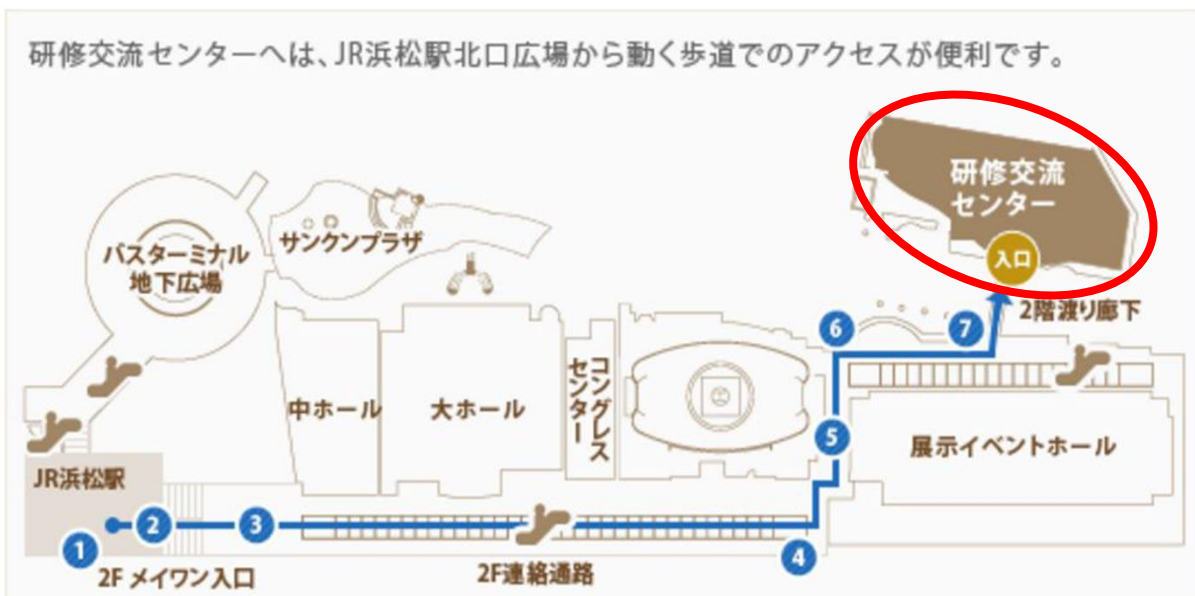 研修交流センターへは、JR浜松駅北口広場から動く歩道でのアクセスが便利です。
研修交流
センター
入口
2階渡り廊下
サンクンプラザ
バスターミナル
地下広場
6
7
中ホール
大ホール
コングレス
センター
5
展示イベントホール
JR浜松駅
1
2
3
4
2F メイワン入口
2F連絡通路